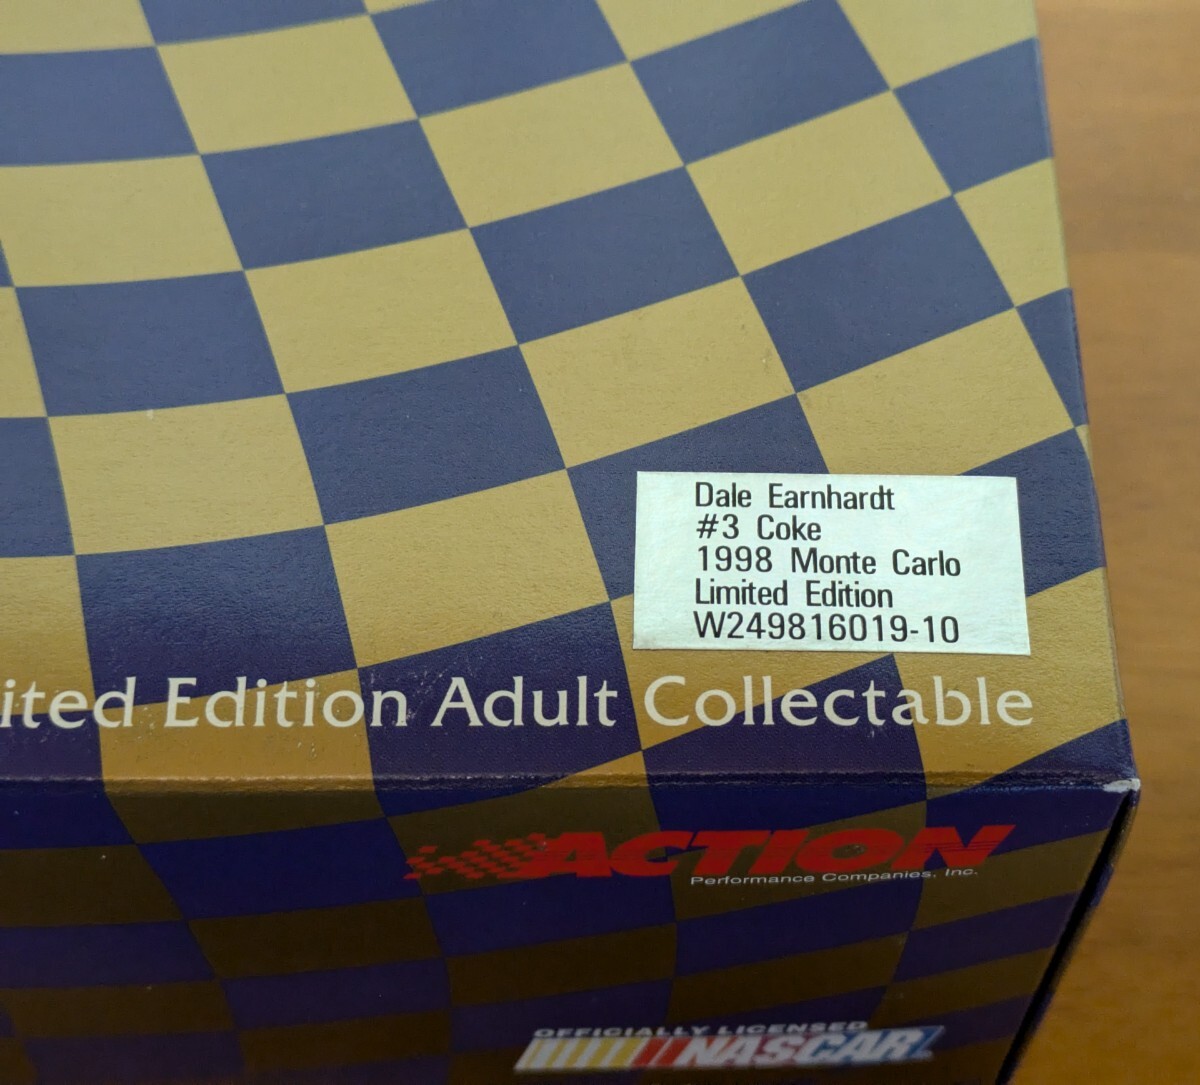 Dale Earnhardt
#3 Coke
1998 Monte Carlo
Limited Edition
W249816019-10
ited Edition Adult Collectable
ACTION
Performance Companies, Inc.
OFFICIALLY LICENSED
NASCAR